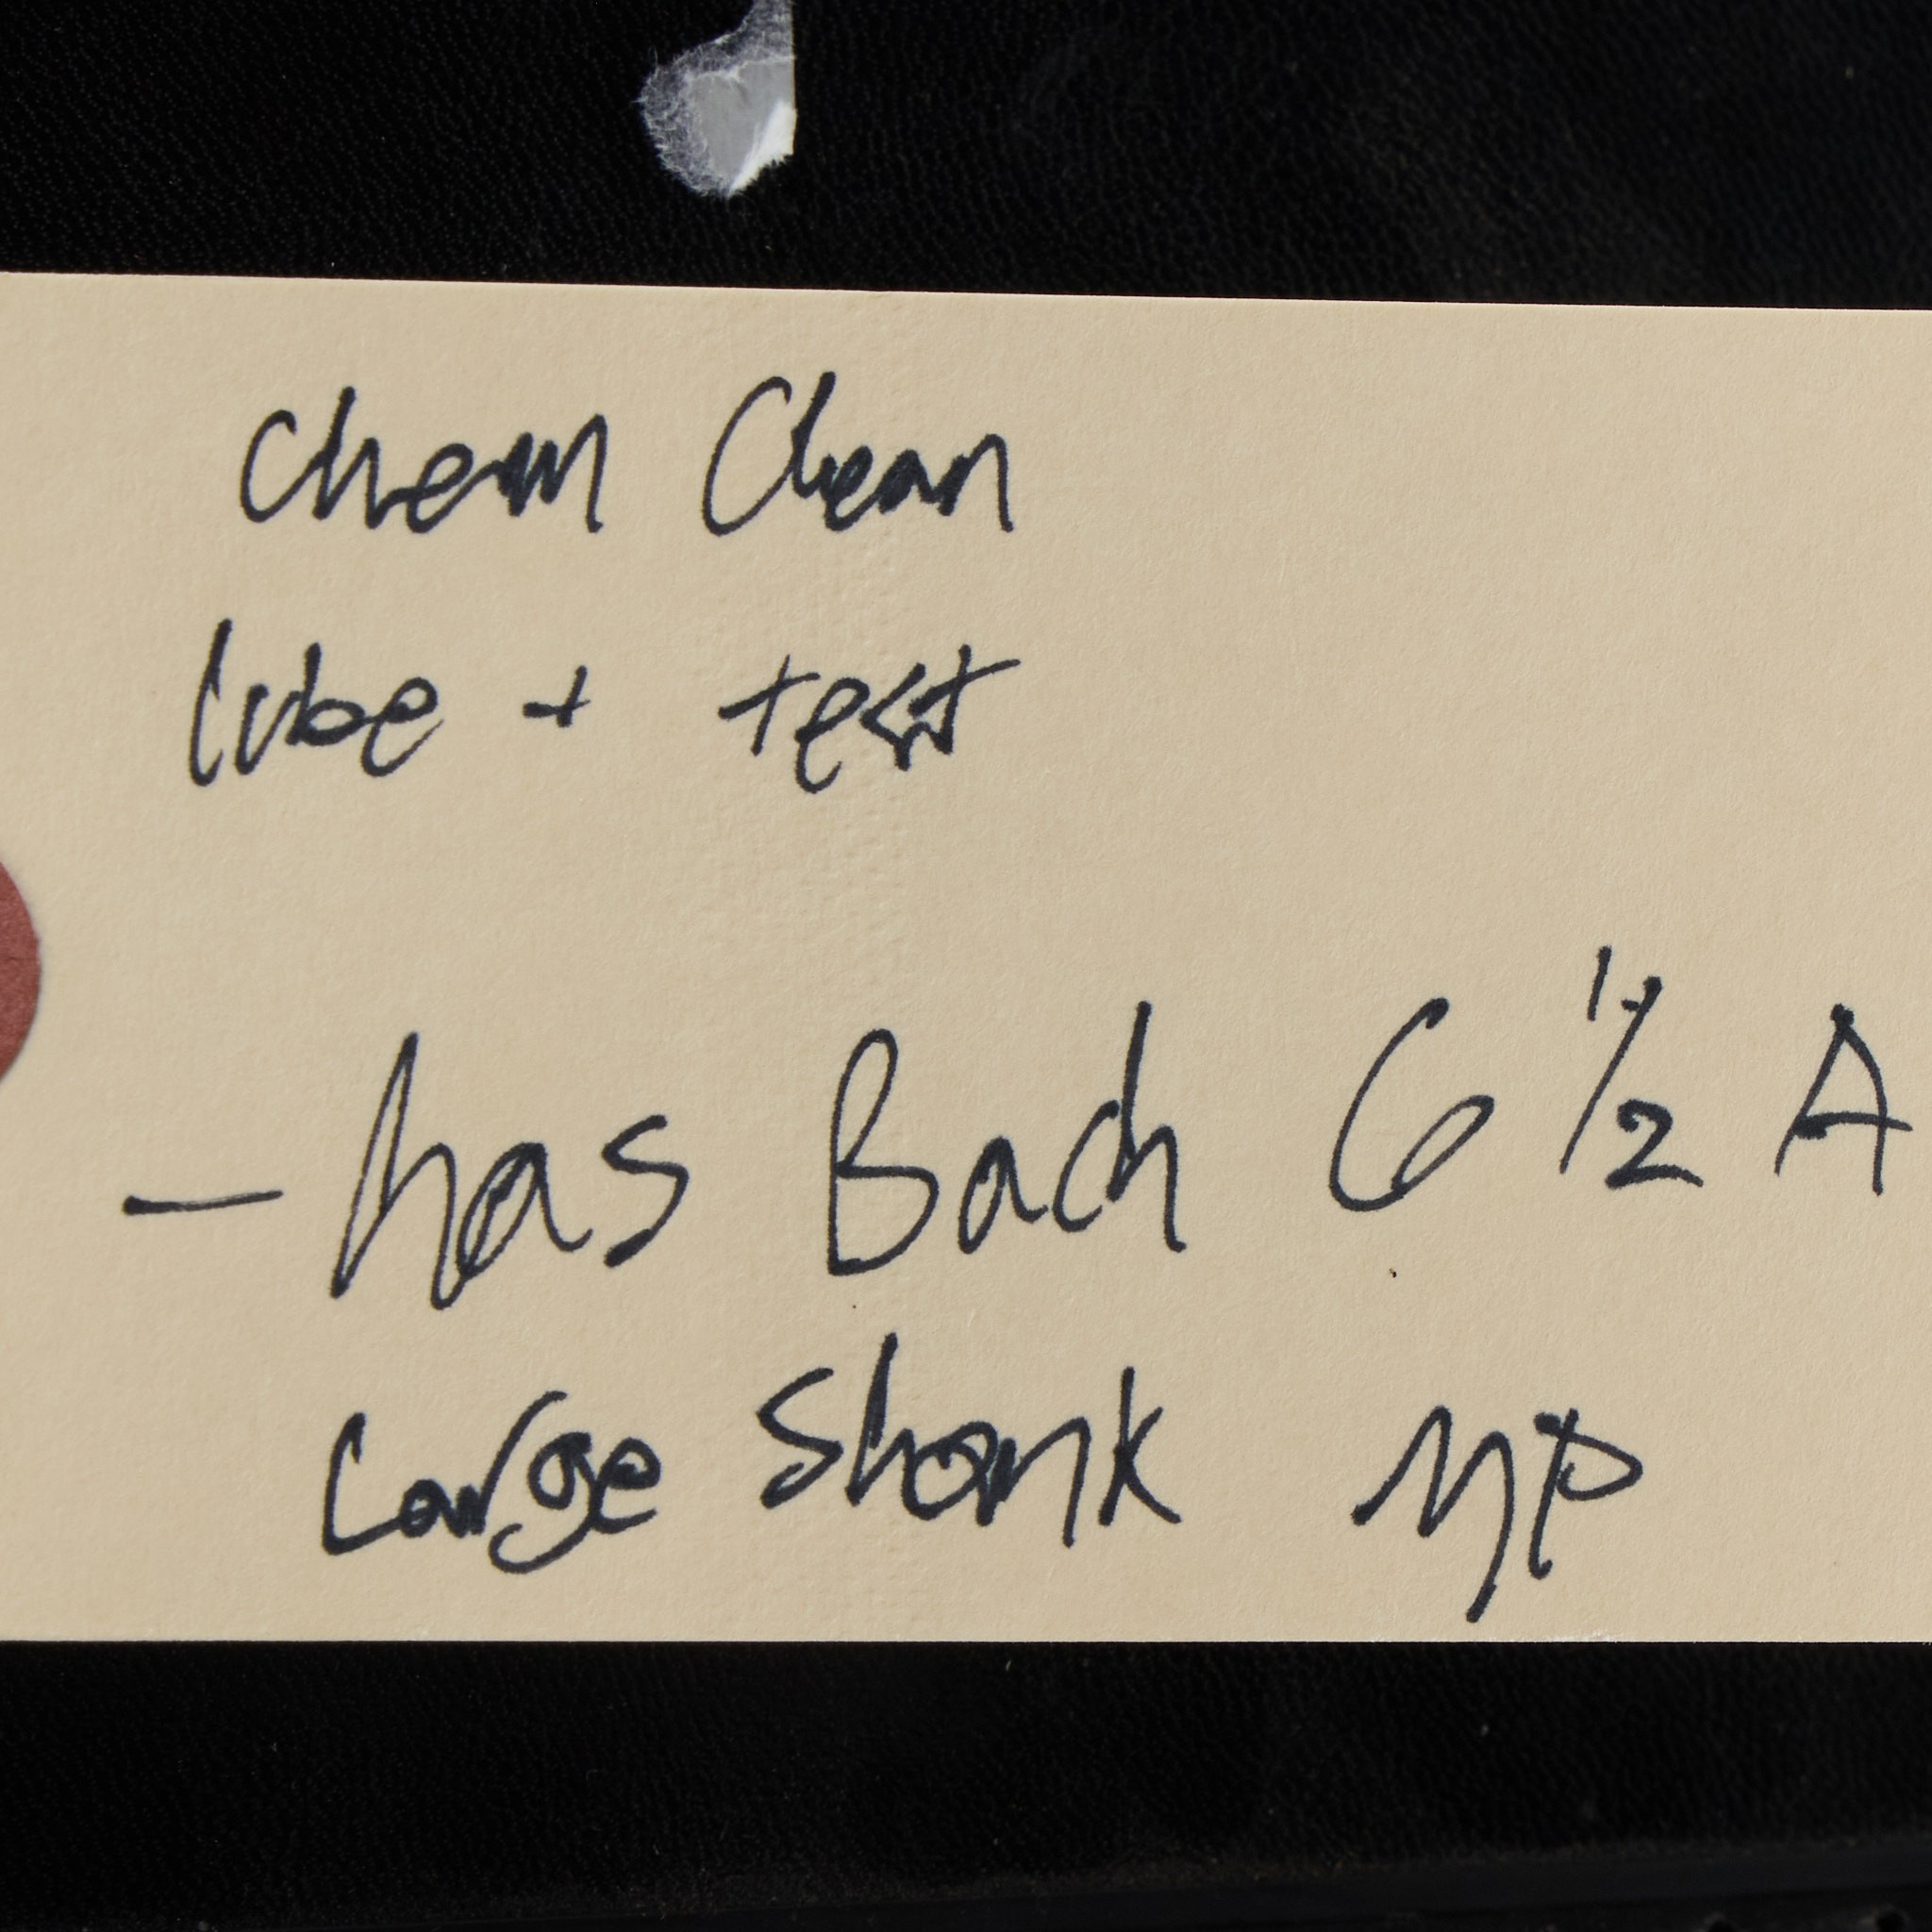 Chem Clean
lube + test
- has Bach 6 1/2 A
Large Shank MP